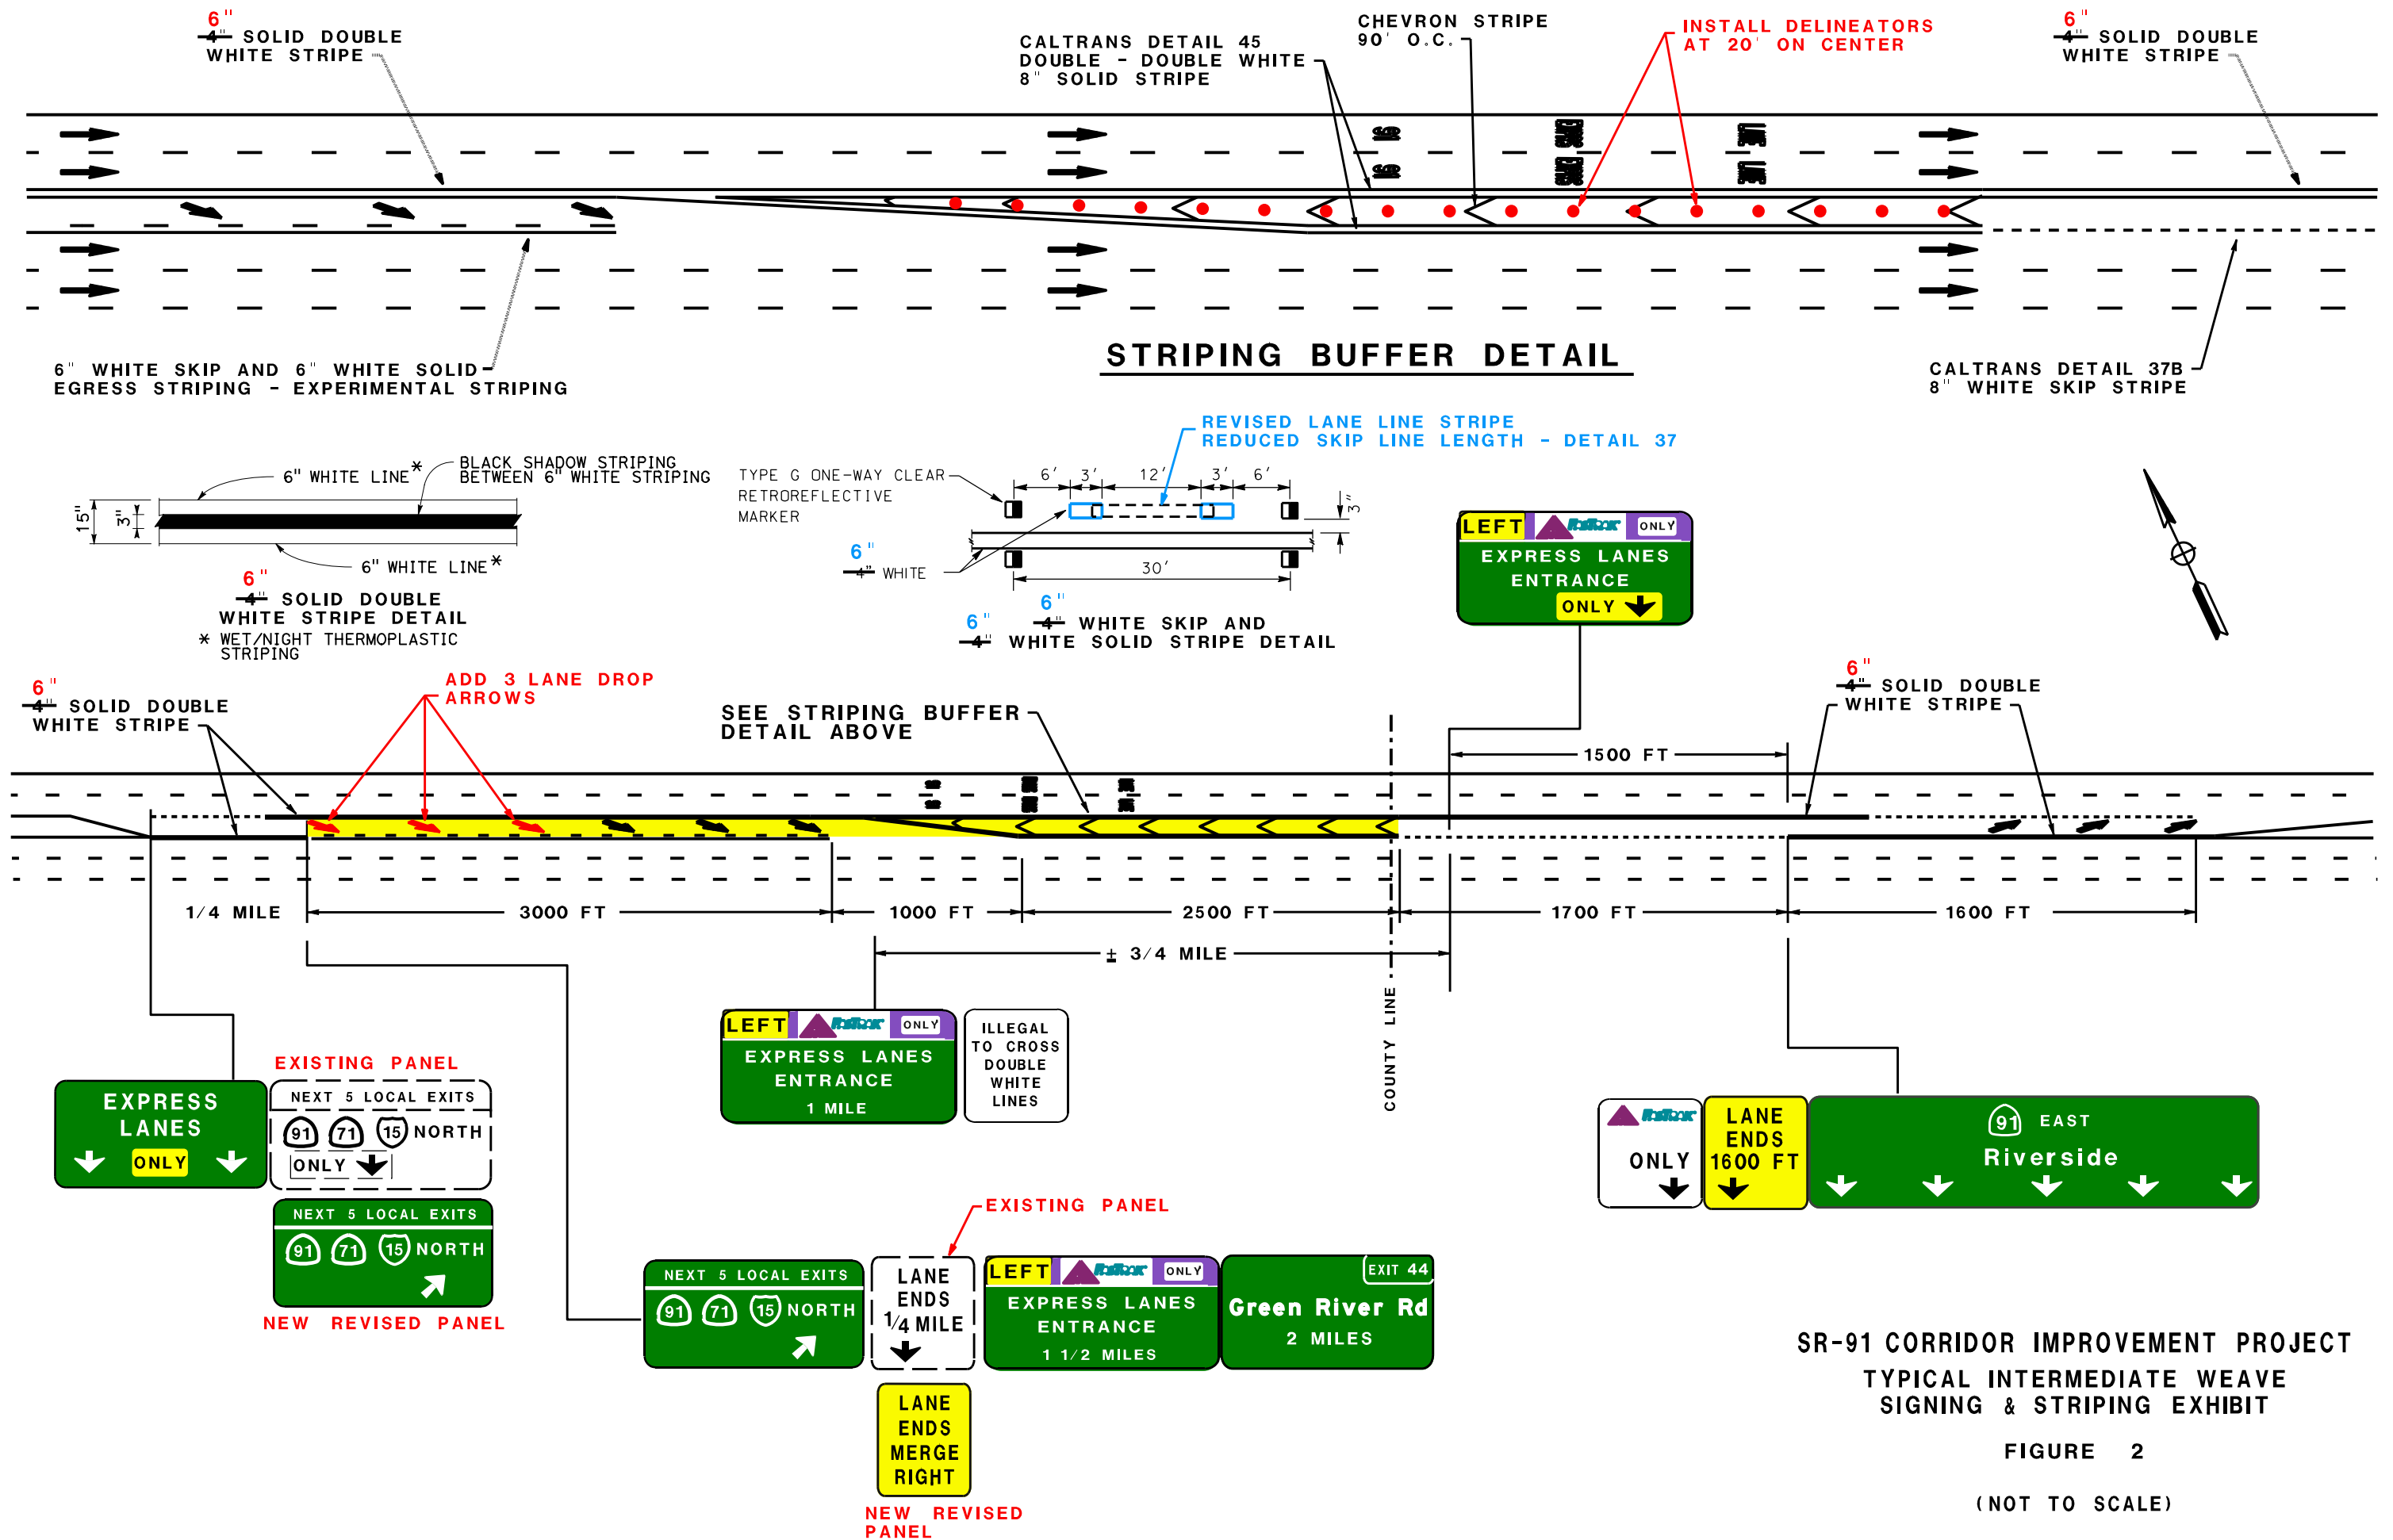 6"
4" SOLID DOUBLE
WHITE STRIPE
CALTRANS DETAIL 45
DOUBLE - DOUBLE WHITE
8" SOLID STRIPE
CHEVRON STRIPE
90' O.C.
INSTALL DELINEATORS
AT 20' ON CENTER
6"
4" SOLID DOUBLE
WHITE STRIPE
91 EXPRESS LANE
91 EXPRESS LANE
6" WHITE SKIP AND 6" WHITE SOLID
EGRESS STRIPING - EXPERIMENTAL STRIPING
STRIPING BUFFER DETAIL
CALTRANS DETAIL 37B
8" WHITE SKIP STRIPE
6" WHITE LINE*
BLACK SHADOW STRIPING
BETWEEN 6" WHITE STRIPING
15"
3"
6" WHITE LINE*
6"
4" SOLID DOUBLE
WHITE STRIPE DETAIL
* WET/NIGHT THERMOPLASTIC
STRIPING
REVISED LANE LINE STRIPE
REDUCED SKIP LINE LENGTH - DETAIL 37
TYPE G ONE-WAY CLEAR
RETROREFLECTIVE
MARKER
6' 3' 12' 3' 6'
3"
6"
4" WHITE
30'
6"
4" WHITE SKIP AND
6"
4" WHITE SOLID STRIPE DETAIL
LEFT FasTrak ONLY
EXPRESS LANES
ENTRANCE
ONLY
6"
4" SOLID DOUBLE
WHITE STRIPE
ADD 3 LANE DROP
ARROWS
SEE STRIPING BUFFER
DETAIL ABOVE
1500 FT
6"
4" SOLID DOUBLE
WHITE STRIPE
1/4 MILE
3000 FT
1000 FT
2500 FT
1700 FT
1600 FT
± 3/4 MILE
COUNTY LINE
EXPRESS
LANES
ONLY
EXISTING PANEL
NEXT 5 LOCAL EXITS
91 71 15 NORTH
ONLY
NEXT 5 LOCAL EXITS
91 71 15 NORTH
NEW REVISED PANEL
LEFT FasTrak ONLY
EXPRESS LANES
ENTRANCE
1 MILE
ILLEGAL
TO CROSS
DOUBLE
WHITE
LINES
FasTrak
ONLY
LANE
ENDS
1600 FT
91 EAST
Riverside
EXISTING PANEL
NEXT 5 LOCAL EXITS
91 71 15 NORTH
LANE
ENDS
1/4 MILE
LEFT FasTrak ONLY
EXPRESS LANES
ENTRANCE
1 1/2 MILES
EXIT 44
Green River Rd
2 MILES
LANE
ENDS
MERGE
RIGHT
NEW REVISED
PANEL
SR-91 CORRIDOR IMPROVEMENT PROJECT
TYPICAL INTERMEDIATE WEAVE
SIGNING & STRIPING EXHIBIT
FIGURE 2
(NOT TO SCALE)